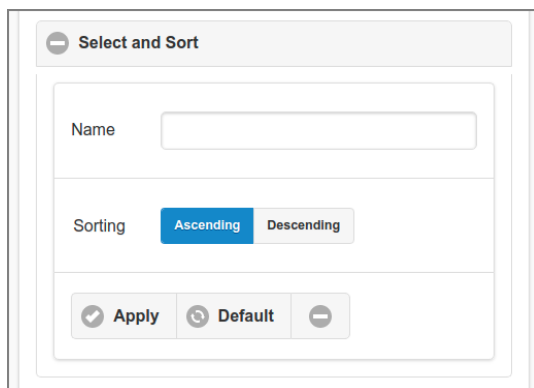 Select and Sort
Name
Sorting Ascending Descending
Apply Default